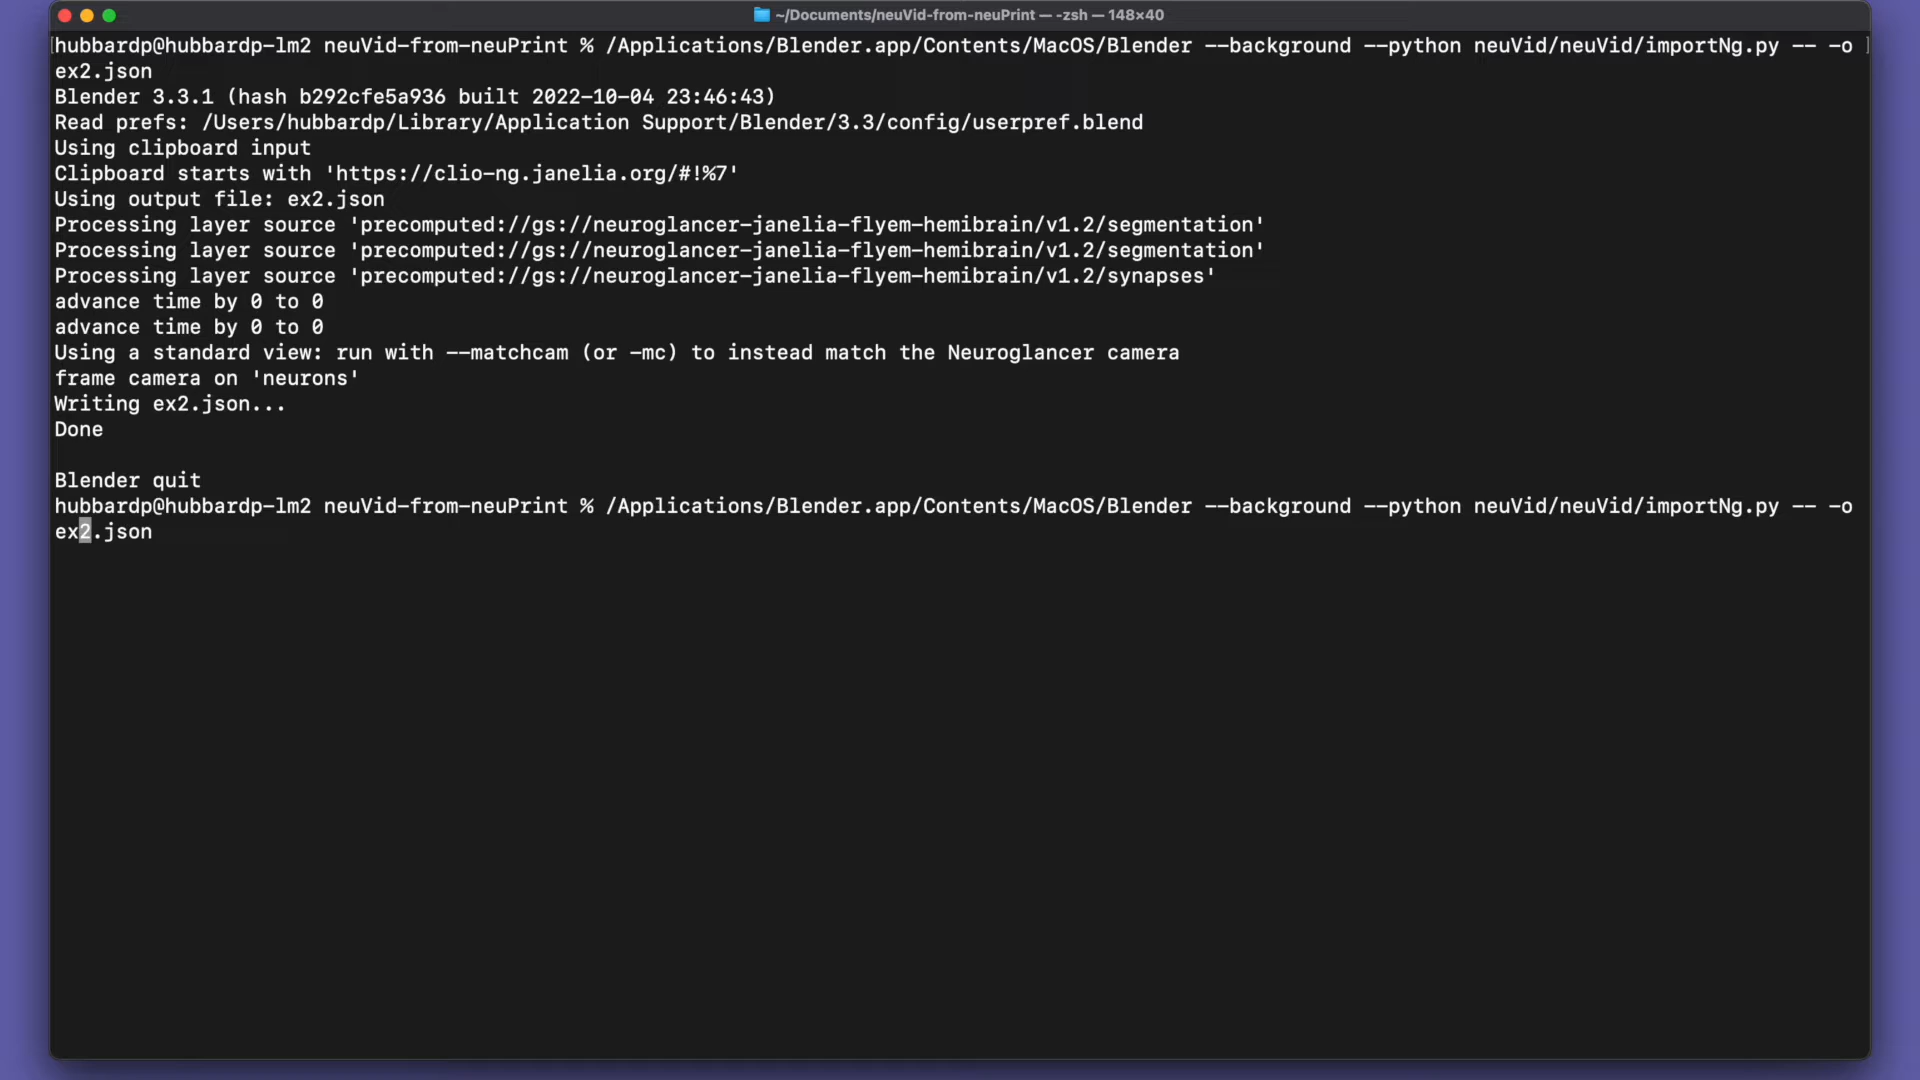 ~/Documents/neuVid-from-neuPrint — -zsh — 148×40
[hubbardp@hubbardp-lm2 neuVid-from-neuPrint % /Applications/Blender.app/Contents/MacOS/Blender --background --python neuVid/neuVid/importNg.py -- -o ]
ex2.json
Blender 3.3.1 (hash b292cfe5a936 built 2022-10-04 23:46:43)
Read prefs: /Users/hubbardp/Library/Application Support/Blender/3.3/config/userpref.blend
Using clipboard input
Clipboard starts with 'https://clio-ng.janelia.org/#!%7'
Using output file: ex2.json
Processing layer source 'precomputed://gs://neuroglancer-janelia-flyem-hemibrain/v1.2/segmentation'
Processing layer source 'precomputed://gs://neuroglancer-janelia-flyem-hemibrain/v1.2/segmentation'
Processing layer source 'precomputed://gs://neuroglancer-janelia-flyem-hemibrain/v1.2/synapses'
advance time by 0 to 0
advance time by 0 to 0
Using a standard view: run with --matchcam (or -mc) to instead match the Neuroglancer camera
frame camera on 'neurons'
Writing ex2.json...
Done
Blender quit
hubbardp@hubbardp-lm2 neuVid-from-neuPrint % /Applications/Blender.app/Contents/MacOS/Blender --background --python neuVid/neuVid/importNg.py -- -o
ex2.json